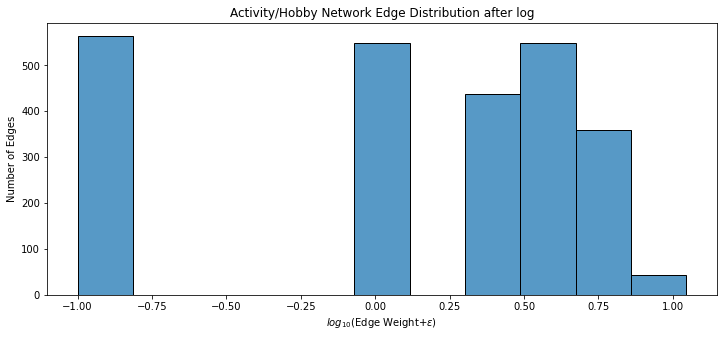 Activity/Hobby Network Edge Distribution after log
Number of Edges
500
400
300
200
100
0
−1.00 −0.75 −0.50 −0.25 0.00 0.25 0.50 0.75 1.00
log₁₀(Edge Weight+ε)